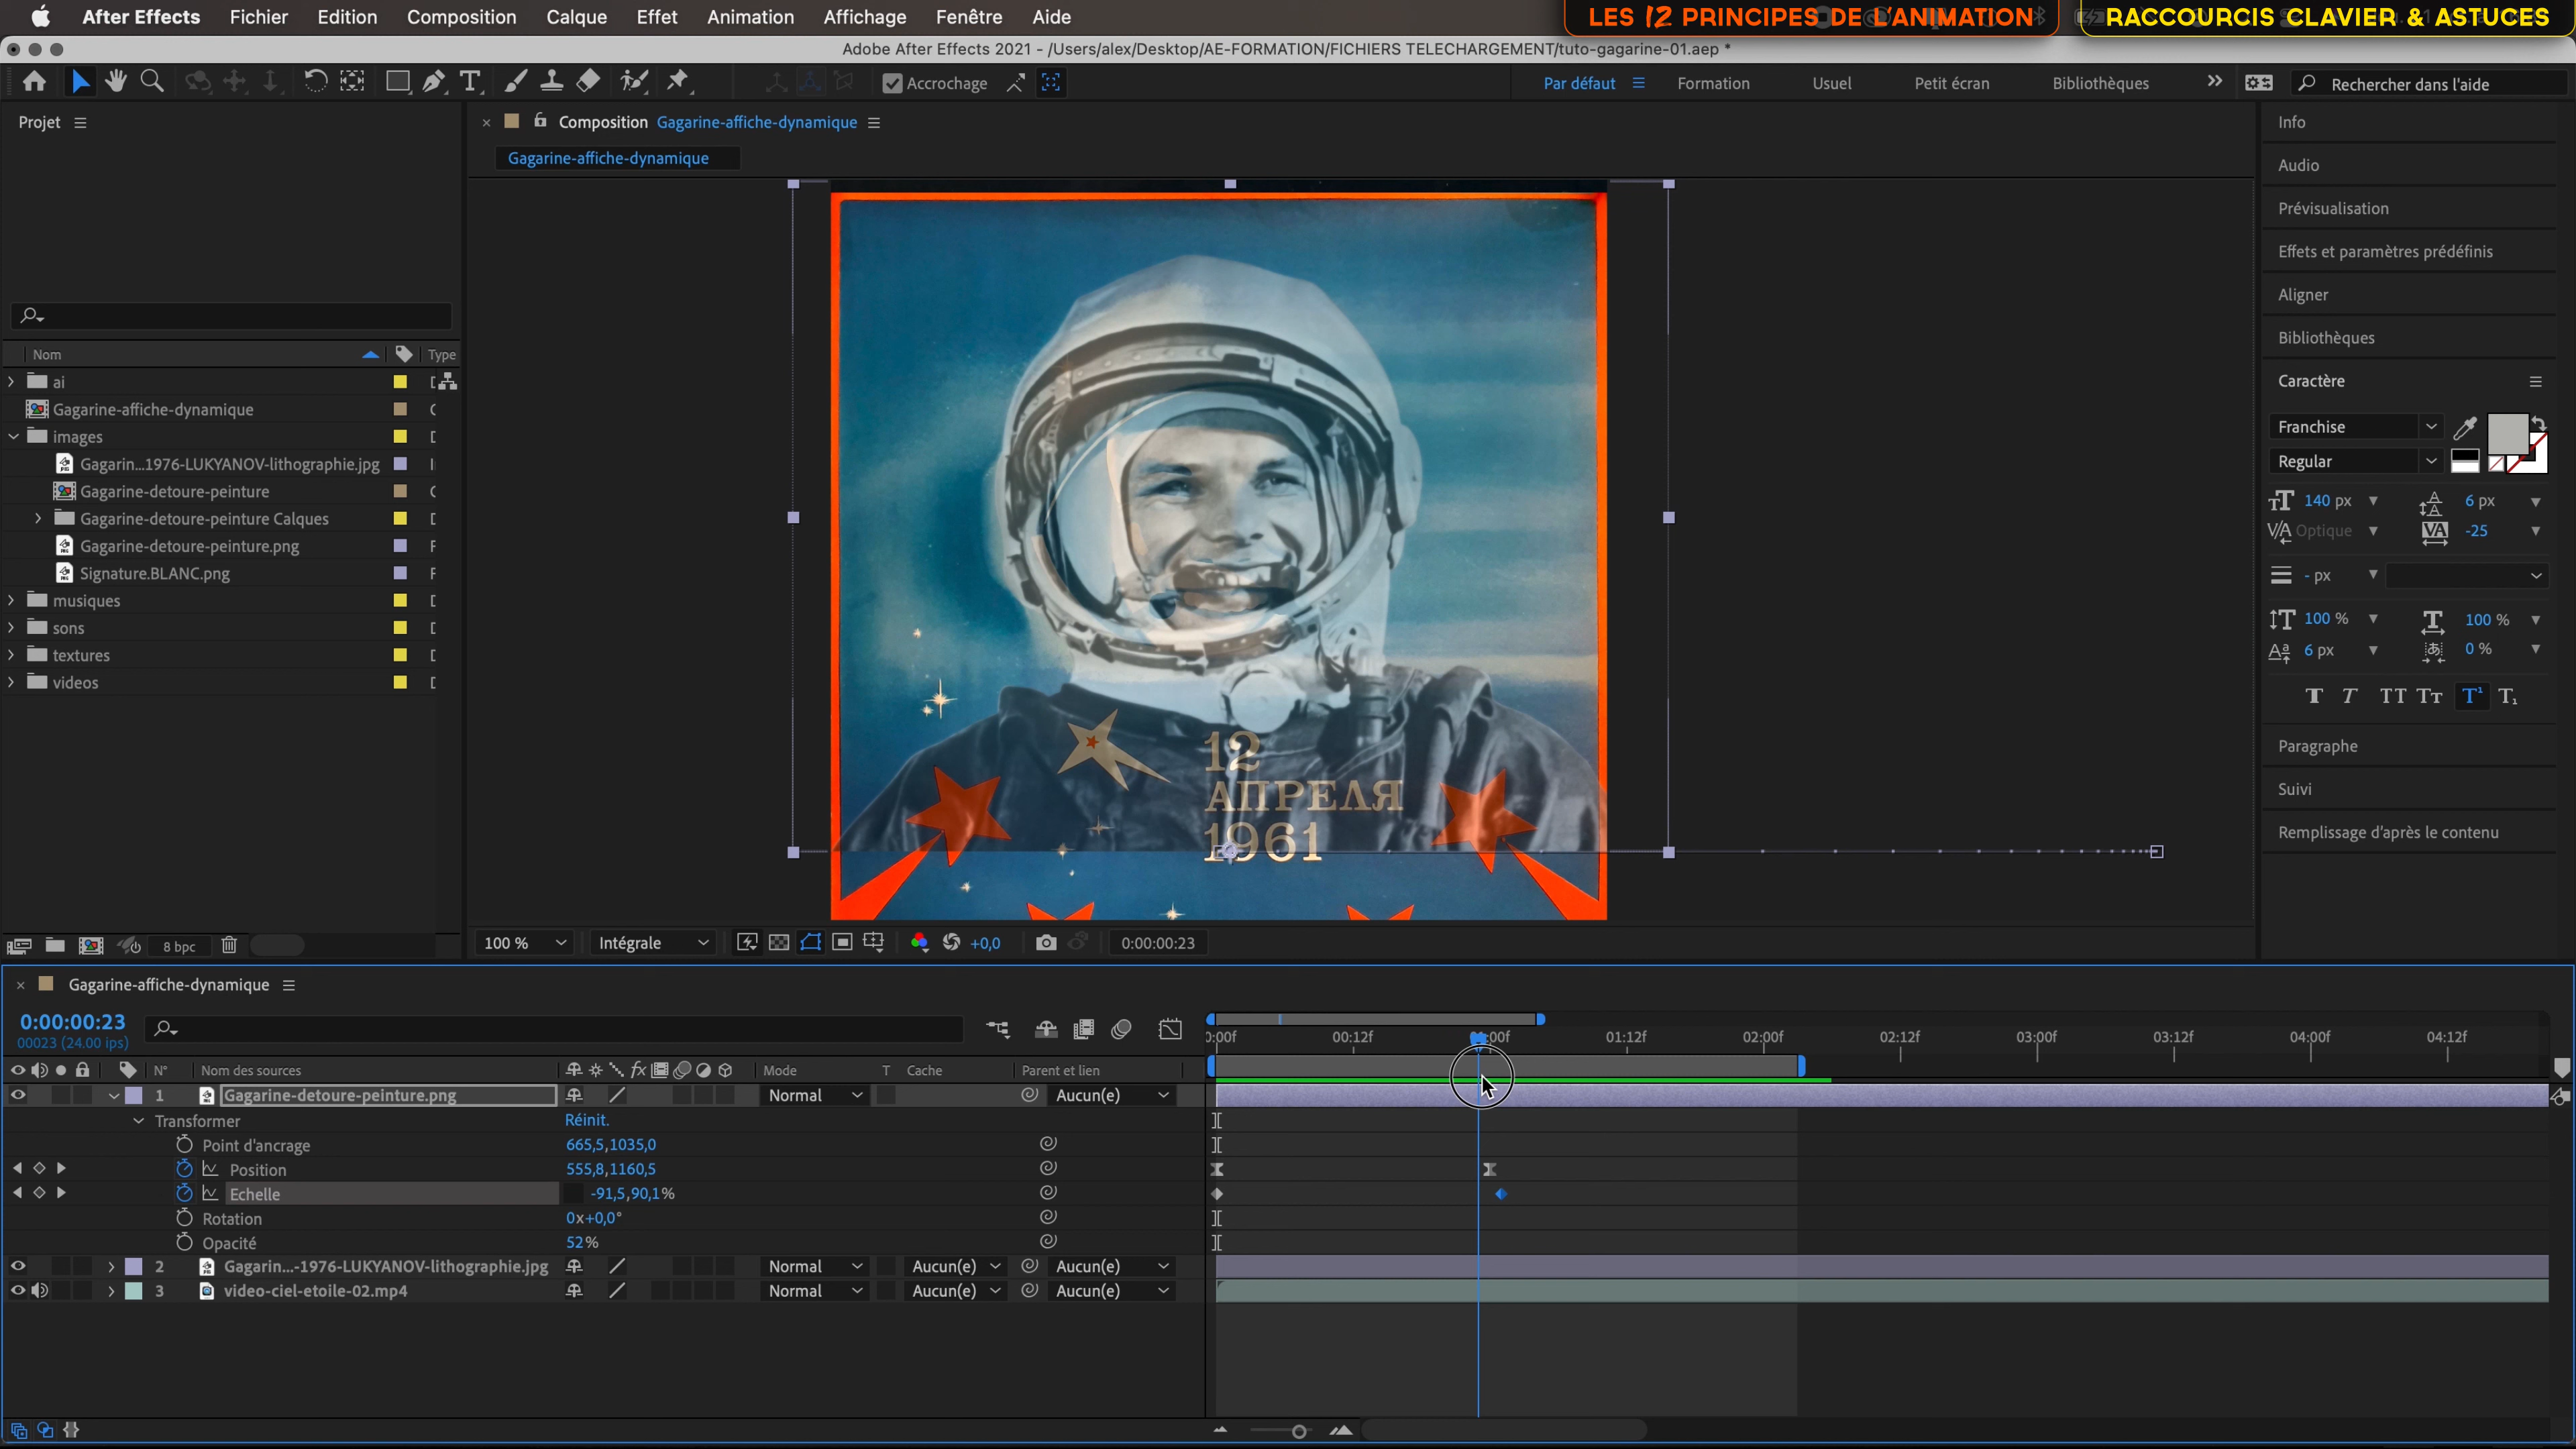 After Effects Fichier Edition Composition Calque Effet Animation Affichage Fenêtre Aide
LES 12 PRINCIPES DE L'ANIMATION
RACCOURCIS CLAVIER & ASTUCES
Adobe After Effects 2021 - /Users/alex/Desktop/AE-FORMATION/FICHIERS TELECHARGEMENT/tuto-gagarine-01.aep *
Accrochage
Par défaut Formation Usuel Petit écran Bibliothèques
Rechercher dans l'aide
Projet
Composition Gagarine-affiche-dynamique
Gagarine-affiche-dynamique
Nom Type
ai
Gagarine-affiche-dynamique
images
Gagarin...1976-LUKYANOV-lithographie.jpg
Gagarine-detoure-peinture
Gagarine-detoure-peinture Calques
Gagarine-detoure-peinture.png
Signature.BLANC.png
musiques
sons
textures
videos
8 bpc
12
АПРЕЛЯ
1961
100 % Intégrale +0,0 0:00:00:23
Info
Audio
Prévisualisation
Effets et paramètres prédéfinis
Aligner
Bibliothèques
Caractère
Franchise
Regular
140 px 6 px
Optique -25
- px
100 % 100 %
6 px 0 %
Paragraphe
Suivi
Remplissage d'après le contenu
Gagarine-affiche-dynamique
0:00:00:23
00023 (24.00 ips)
00:12f 01:12f 02:00f 02:12f 03:00f 03:12f 04:00f 04:12f
N° Nom des sources Mode T Cache Parent et lien
1 Gagarine-detoure-peinture.png Normal Aucun(e)
Transformer Réinit.
Point d'ancrage 665,5,1035,0
Position 555,8,1160,5
Echelle -91,5,90,1%
Rotation 0x+0,0°
Opacité 52%
2 Gagarin...-1976-LUKYANOV-lithographie.jpg Normal Aucun(e) Aucun(e)
3 video-ciel-etoile-02.mp4 Normal Aucun(e) Aucun(e)